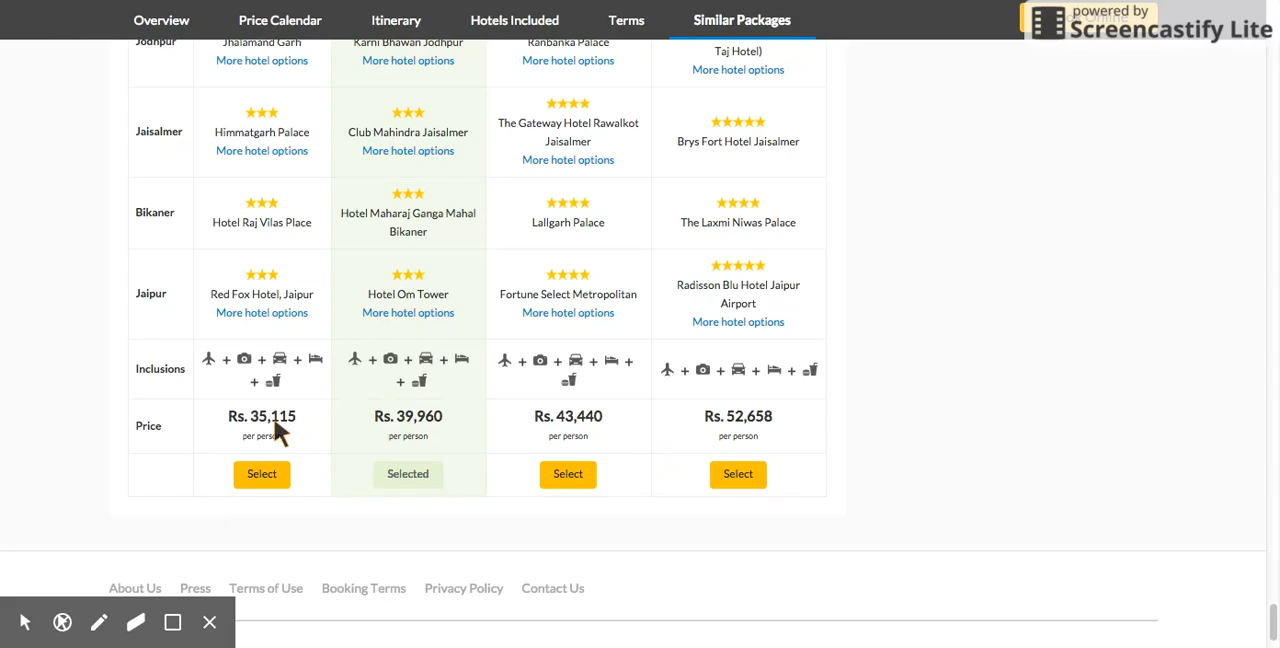 Overview Price Calendar Itinerary Hotels Included Terms Similar Packages
powered by
Screencastify Lite
Jodhpur Jhalamand Garh Karni Bhawan Jodhpur Ranbanka Palace Taj Hotel)
More hotel options More hotel options More hotel options More hotel options
Jaisalmer
Himmatgarh Palace
More hotel options
Club Mahindra Jaisalmer
More hotel options
The Gateway Hotel Rawalkot
Jaisalmer
More hotel options
Brys Fort Hotel Jaisalmer
Bikaner
Hotel Raj Vilas Place
Hotel Maharaj Ganga Mahal
Bikaner
Lallgarh Palace
The Laxmi Niwas Palace
Jaipur
Red Fox Hotel, Jaipur
More hotel options
Hotel Om Tower
More hotel options
Fortune Select Metropolitan
More hotel options
Radisson Blu Hotel Jaipur
Airport
More hotel options
Inclusions
Price
Rs. 35,115
per person
Rs. 39,960
per person
Rs. 43,440
per person
Rs. 52,658
per person
Select Selected Select Select
About Us Press Terms of Use Booking Terms Privacy Policy Contact Us